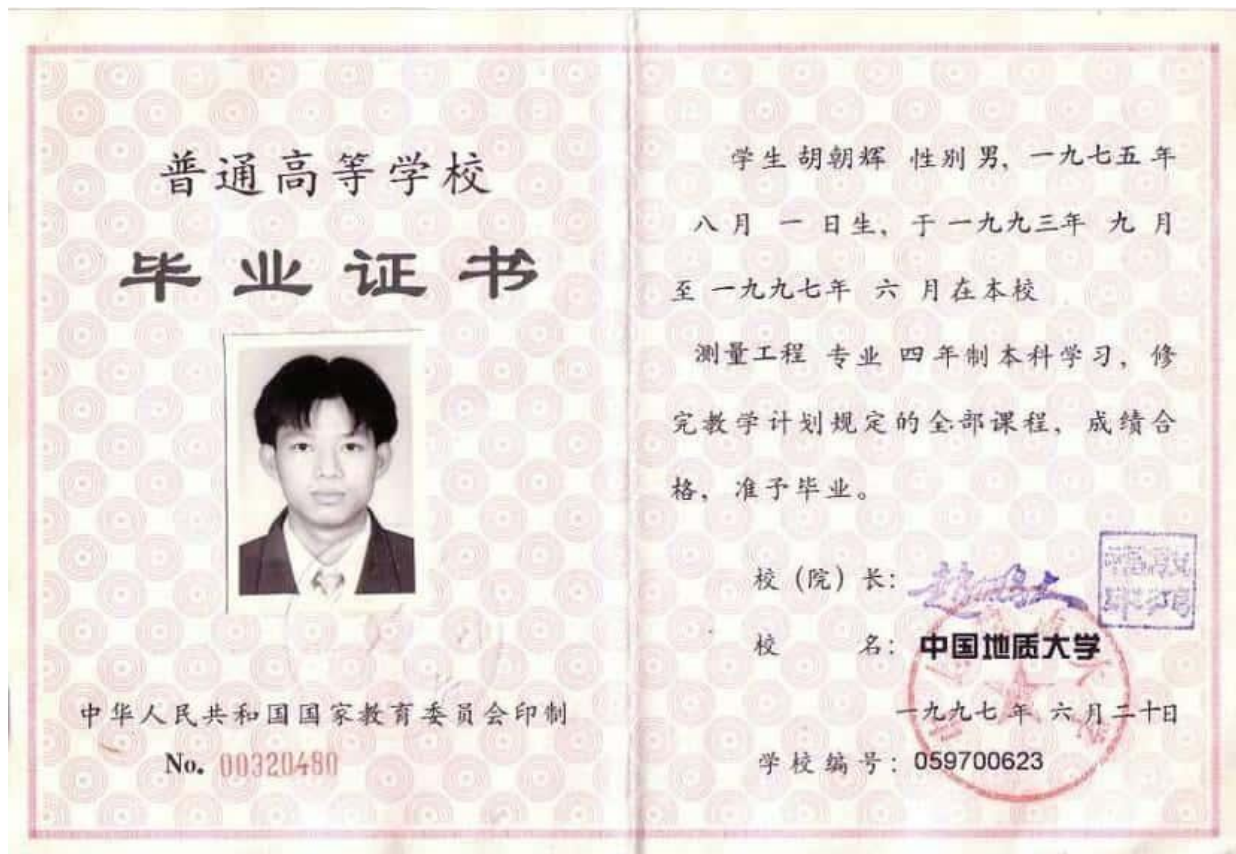 普通高等学校
毕业证书
中华人民共和国国家教育委员会印制
No. 00320480
学生 胡朝辉 性别 男, 一九七五 年
八 月 一 日生, 于 一九九三年 九 月
至 一九九七年 六 月在本校
测量工程 专业 四 年制本科学习, 修
完教学计划规定的全部课程, 成绩合
格, 准予毕业。
校 (院) 长: 赵鹏大
校 名: 中国地质大学
一九九七 年 六 月 二十日
学校编号: 059700623